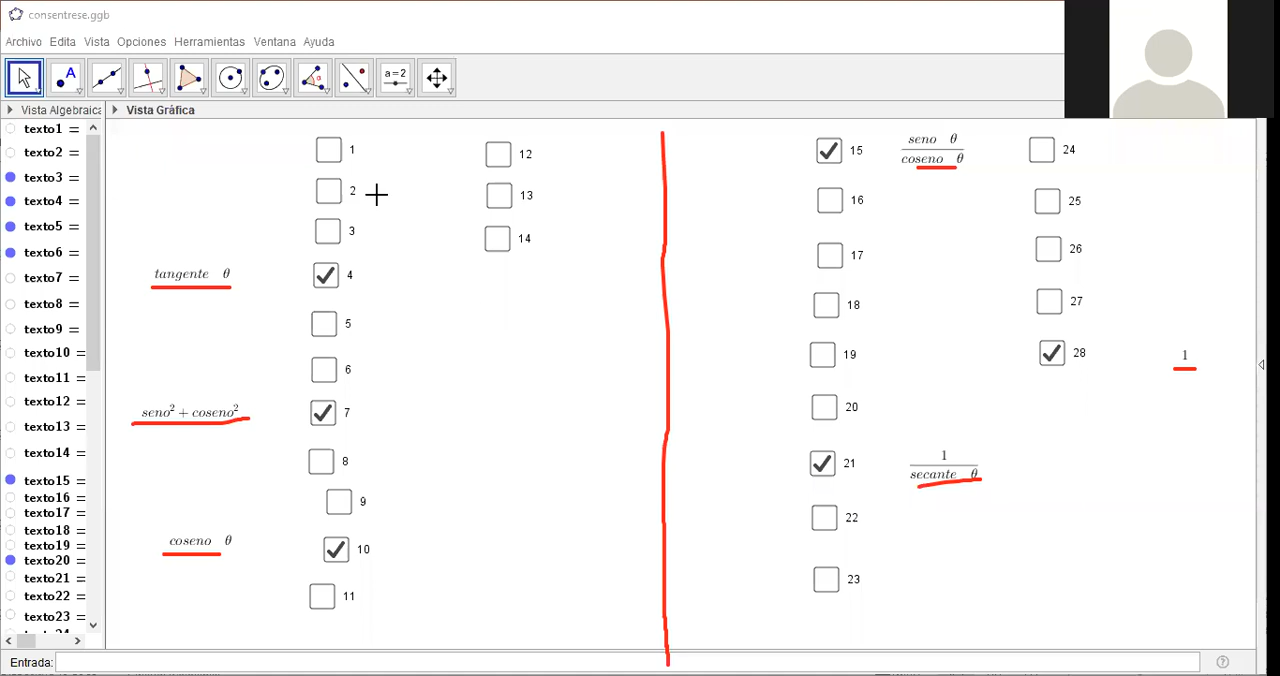 consentrese.ggb
Archivo Edita Vista Opciones Herramientas Ventana Ayuda
A
a=2
Vista Algebraica
Vista Gráfica
texto1 =
texto2 =
texto3 =
texto4 =
texto5 =
texto6 =
texto7 =
texto8 =
texto9 =
texto10 =
texto11 =
texto12 =
texto13 =
texto14 =
texto15 =
texto16 =
texto17 =
texto18 =
texto19 =
texto20 =
texto21 =
texto22 =
texto23 =
1
2
3
tangente θ
4
5
6
seno² + coseno²
7
8
9
coseno θ
10
11
12
13
14
15
seno θ
coseno θ
16
17
18
19
20
21
1
secante θ
22
23
24
25
26
27
28
1
Entrada: